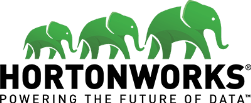 HORTONWORKS®
POWERING THE FUTURE OF DATA™